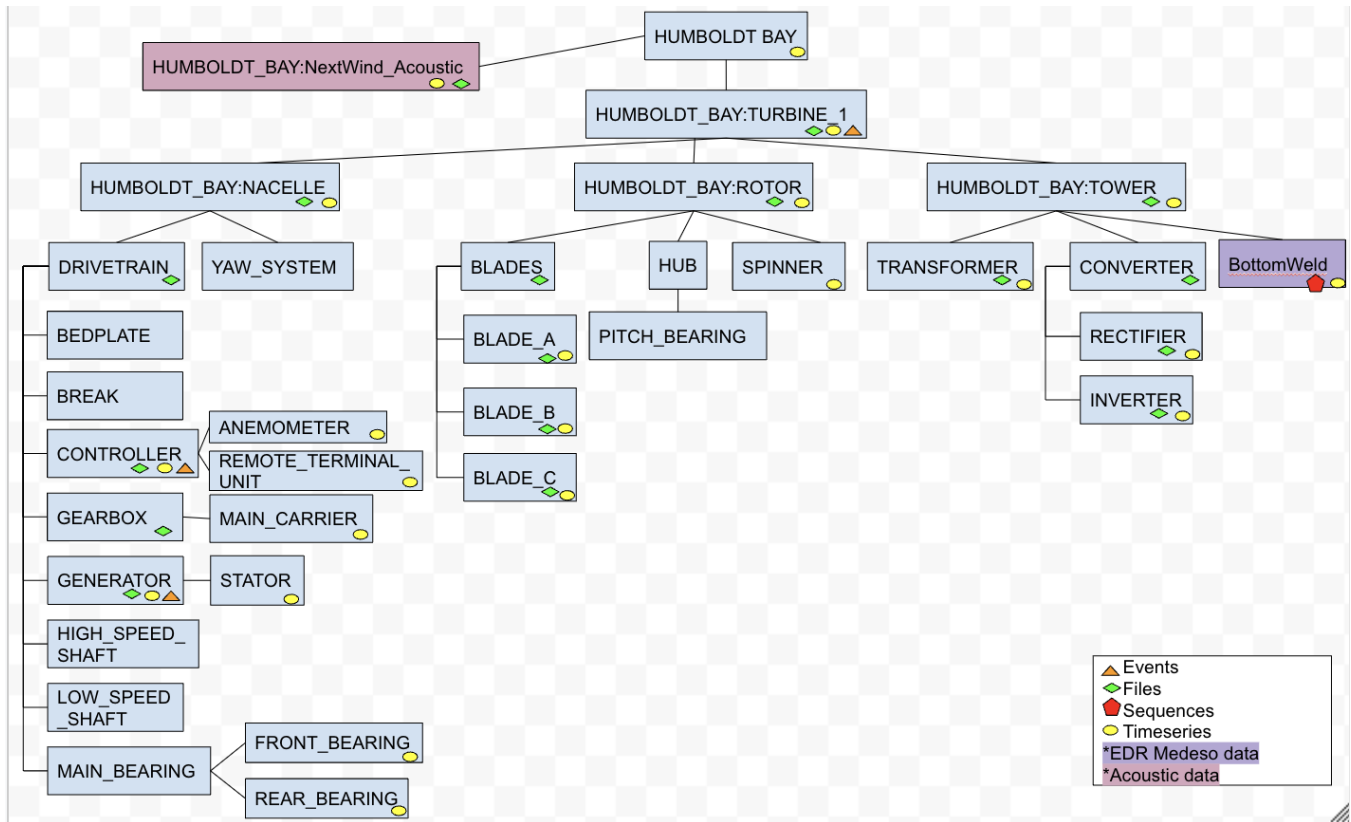 HUMBOLDT BAY
HUMBOLDT_BAY:NextWind_Acoustic
HUMBOLDT_BAY:TURBINE_1
HUMBOLDT_BAY:NACELLE
HUMBOLDT_BAY:ROTOR
HUMBOLDT_BAY:TOWER
DRIVETRAIN
YAW_SYSTEM
BEDPLATE
BREAK
CONTROLLER
ANEMOMETER
REMOTE_TERMINAL_
UNIT
GEARBOX
MAIN_CARRIER
GENERATOR
STATOR
HIGH_SPEED_
SHAFT
LOW_SPEED
_SHAFT
MAIN_BEARING
FRONT_BEARING
REAR_BEARING
BLADES
BLADE_A
BLADE_B
BLADE_C
HUB
PITCH_BEARING
SPINNER
TRANSFORMER
CONVERTER
RECTIFIER
INVERTER
BottomWeld
Events
Files
Sequences
Timeseries
*EDR Medeso data
*Acoustic data